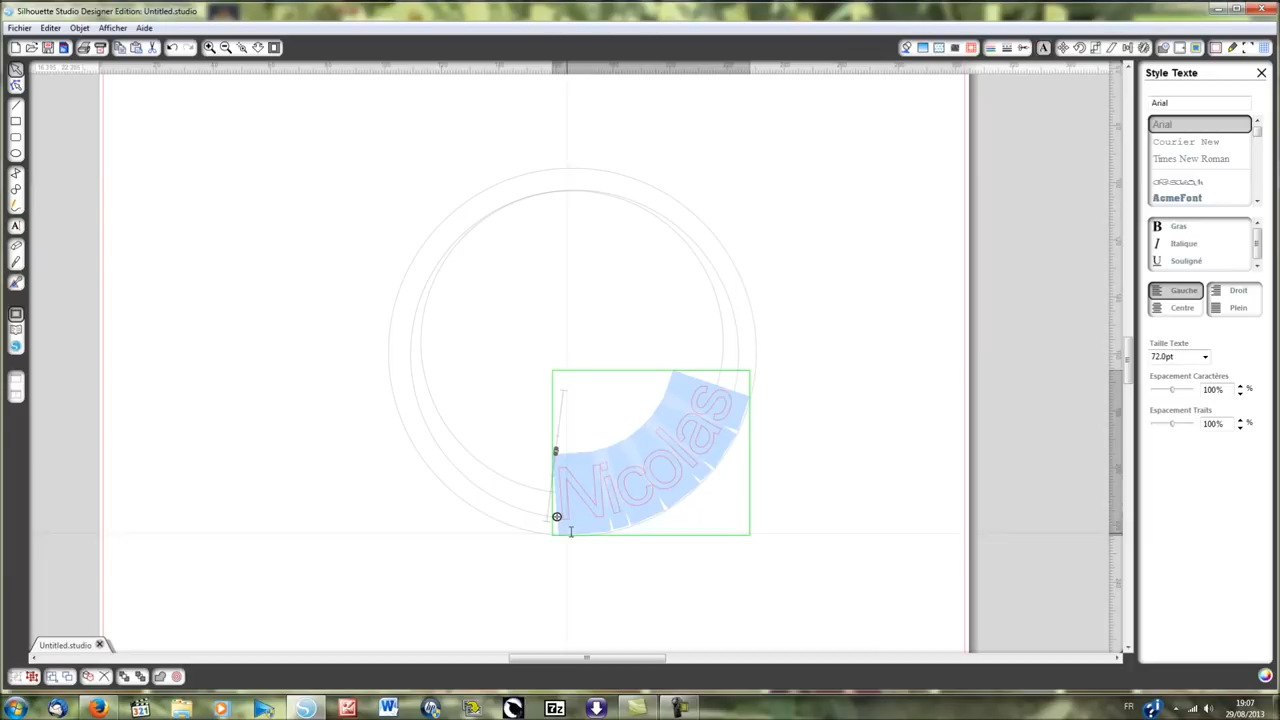 Silhouette Studio Designer Edition: Untitled.studio
Fichier Editer Objet Afficher Aide
Style Texte
Arial
Arial
Courier New
Times New Roman
AcmeFont
B Gras
I Italique
U Souligné
Gauche Droit
Centre Plein
Taille Texte
72.0pt
Espacement Caractères
100% %
Espacement Traits
100% %
Nicolas
Untitled.studio
FR
19:07
29/08/2013